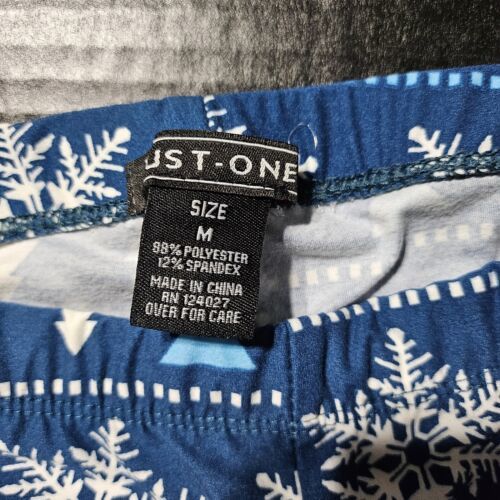 UST-ONE
SIZE
M
88% POLYESTER
12% SPANDEX
MADE IN CHINA
RN 124027
OVER FOR CARE